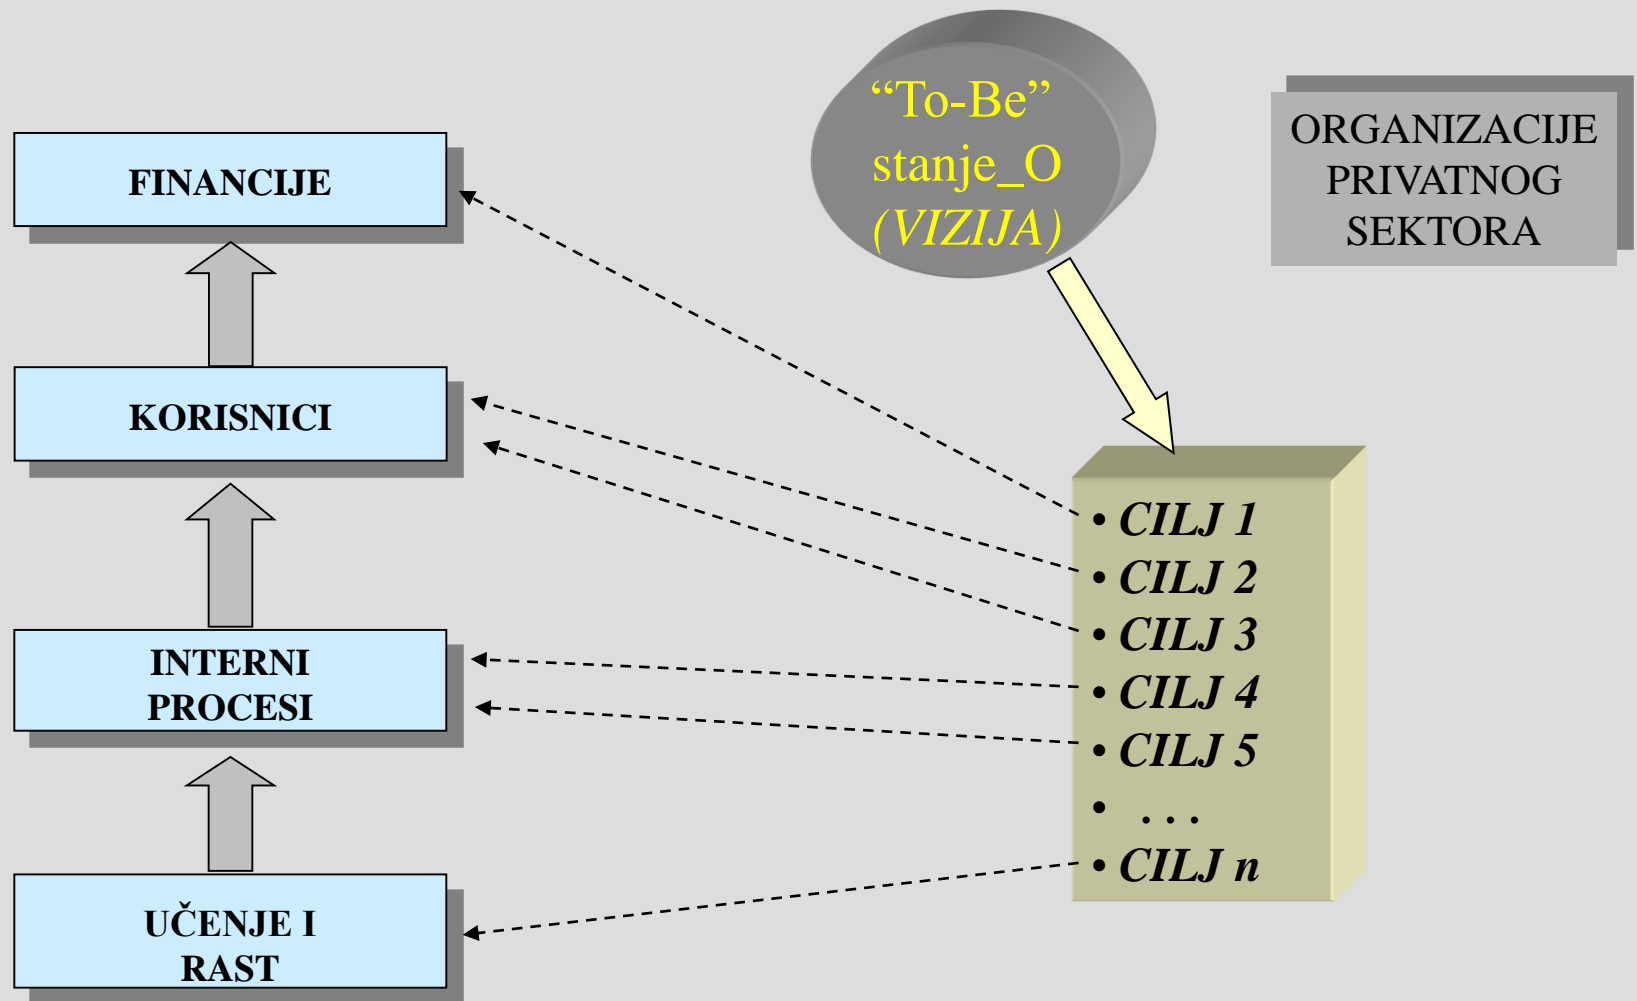 “To-Be”
stanje_O
(VIZIJA)
ORGANIZACIJE
PRIVATNOG
SEKTORA
FINANCIJE
KORISNICI
INTERNI
PROCESI
UČENJE I
RAST
• CILJ 1
• CILJ 2
• CILJ 3
• CILJ 4
• CILJ 5
• . . .
• CILJ n